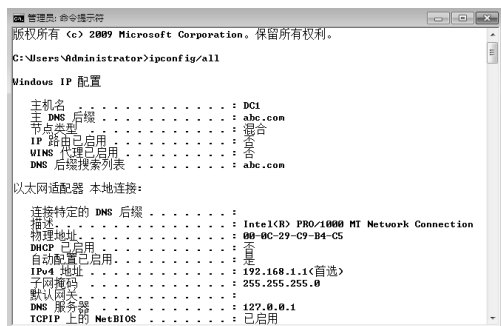 管理员: 命令提示符
版权所有 (c) 2009 Microsoft Corporation。保留所有权利。
C:\Users\Administrator>ipconfig/all
Windows IP 配置
主机名 . . . . . . . . . . . . . : DC1
主 DNS 后缀 . . . . . . . . . . . : abc.com
节点类型 . . . . . . . . . . . . : 混合
IP 路由已启用 . . . . . . . . . . : 否
WINS 代理已启用 . . . . . . . . . : 否
DNS 后缀搜索列表 . . . . . . . . : abc.com
以太网适配器 本地连接:
连接特定的 DNS 后缀 . . . . . . . :
描述. . . . . . . . . . . . . . . : Intel(R) PRO/1000 MT Network Connection
物理地址. . . . . . . . . . . . . : 00-0C-29-C9-B4-C5
DHCP 已启用 . . . . . . . . . . . : 否
自动配置已启用. . . . . . . . . . : 是
IPv4 地址 . . . . . . . . . . . . : 192.168.1.1(首选)
子网掩码 . . . . . . . . . . . . : 255.255.255.0
默认网关. . . . . . . . . . . . . :
DNS 服务器 . . . . . . . . . . . : 127.0.0.1
TCPIP 上的 NetBIOS . . . . . . . : 已启用